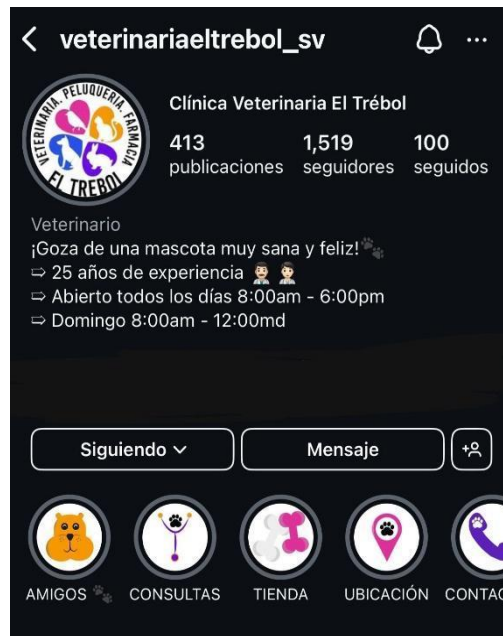 veterinariaeltrebol_sv
VETERINARIA. PELUQUERIA. FARMACIA
EL TREBOL
Clínica Veterinaria El Trébol
413 1,519 100
publicaciones seguidores seguidos
Veterinario
¡Goza de una mascota muy sana y feliz!🐾
⇨ 25 años de experiencia 👨🏻‍⚕️ 👨🏻‍⚕️
⇨ Abierto todos los días 8:00am - 6:00pm
⇨ Domingo 8:00am - 12:00md
Siguiendo Mensaje
AMIGOS 🐾 CONSULTAS TIENDA UBICACIÓN CONTAC